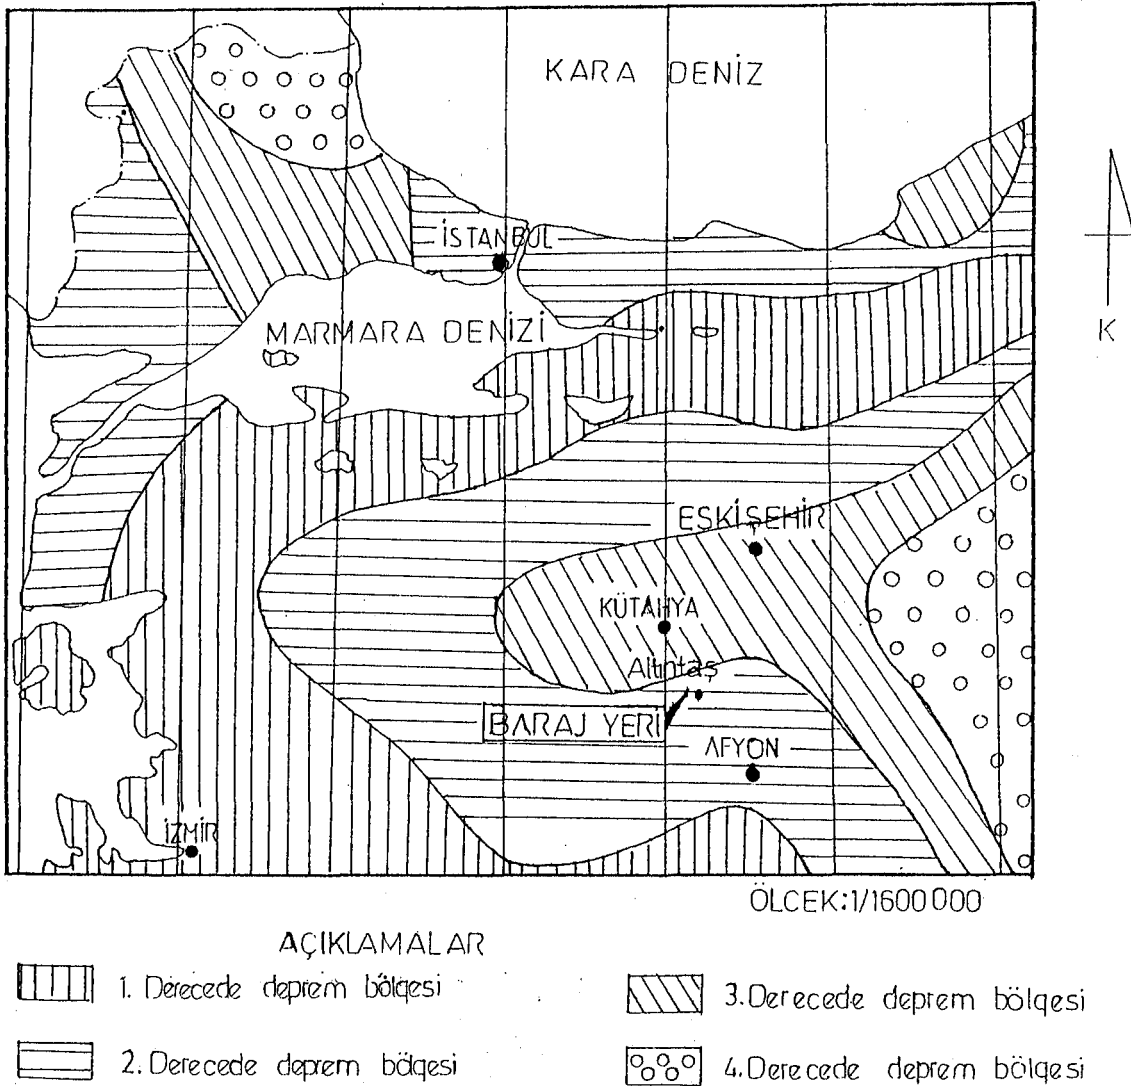 KARA DENİZ
İSTANBUL
MARMARA DENİZİ
K
ESKİŞEHİR
KÜTAHYA
Altıntaş
BARAJ YERİ
AFYON
İZMİR
ÖLCEK:1/1600000
AÇIKLAMALAR
1. Derecede deprem bölgesi
3.Derecede deprem bölgesi
2.Derecede deprem bölgesi
4.Derecede deprem bölgesi